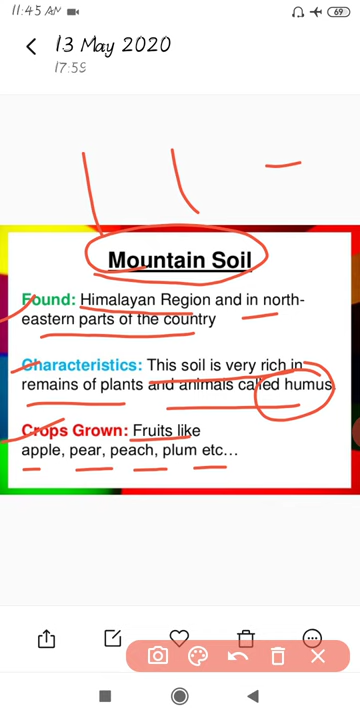 11:45 AM
69
13 May 2020
17:59
Mountain Soil
Found: Himalayan Region and in north-
eastern parts of the country
Characteristics: This soil is very rich in
remains of plants and animals called humus.
Crops Grown: Fruits like
apple, pear, peach, plum etc...